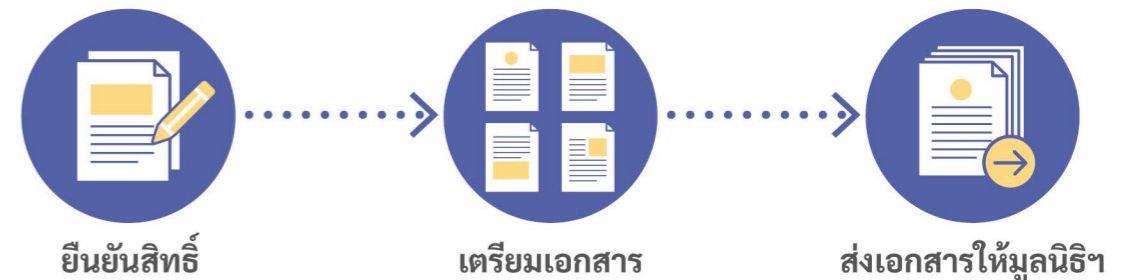 ยืนยันสิทธิ์
เตรียมเอกสาร
ส่งเอกสารให้มูลนิธิฯ